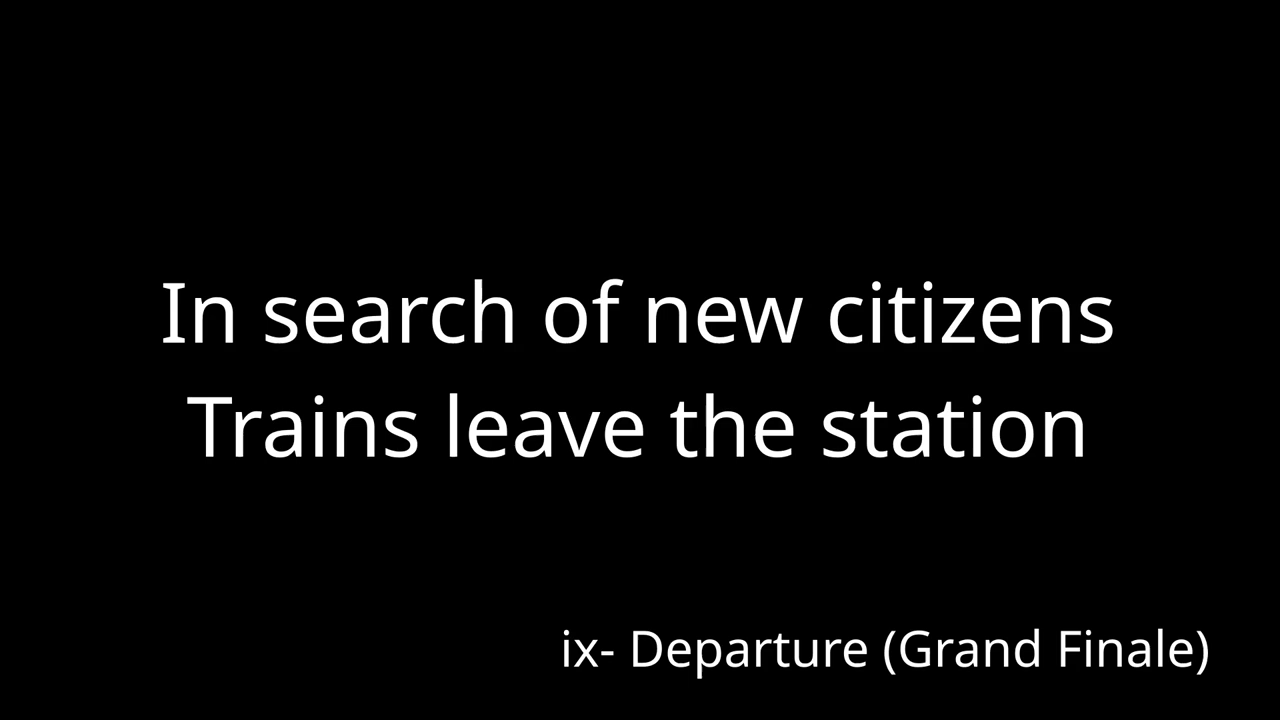 In search of new citizens
Trains leave the station
ix- Departure (Grand Finale)